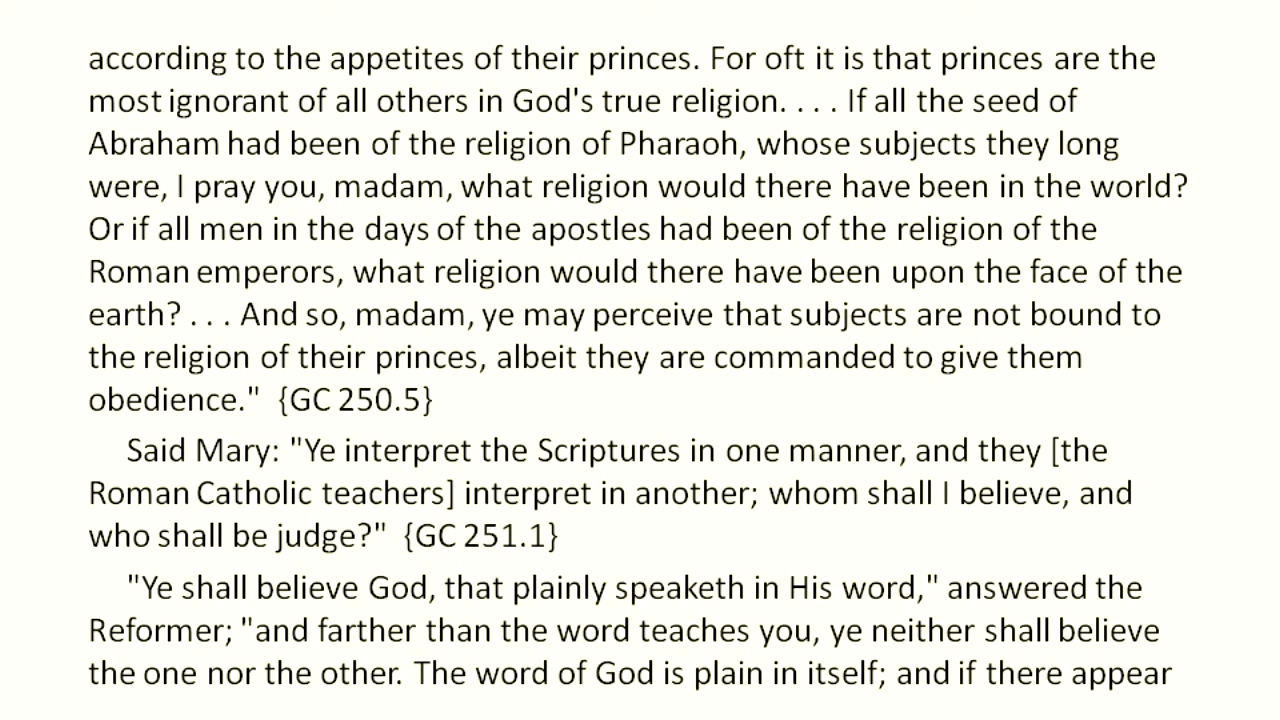 according to the appetites of their princes. For oft it is that princes are the
most ignorant of all others in God's true religion. . . . If all the seed of
Abraham had been of the religion of Pharaoh, whose subjects they long
were, I pray you, madam, what religion would there have been in the world?
Or if all men in the days of the apostles had been of the religion of the
Roman emperors, what religion would there have been upon the face of the
earth? . . . And so, madam, ye may perceive that subjects are not bound to
the religion of their princes, albeit they are commanded to give them
obedience." {GC 250.5}
Said Mary: "Ye interpret the Scriptures in one manner, and they [the
Roman Catholic teachers] interpret in another; whom shall I believe, and
who shall be judge?" {GC 251.1}
"Ye shall believe God, that plainly speaketh in His word," answered the
Reformer; "and farther than the word teaches you, ye neither shall believe
the one nor the other. The word of God is plain in itself; and if there appear